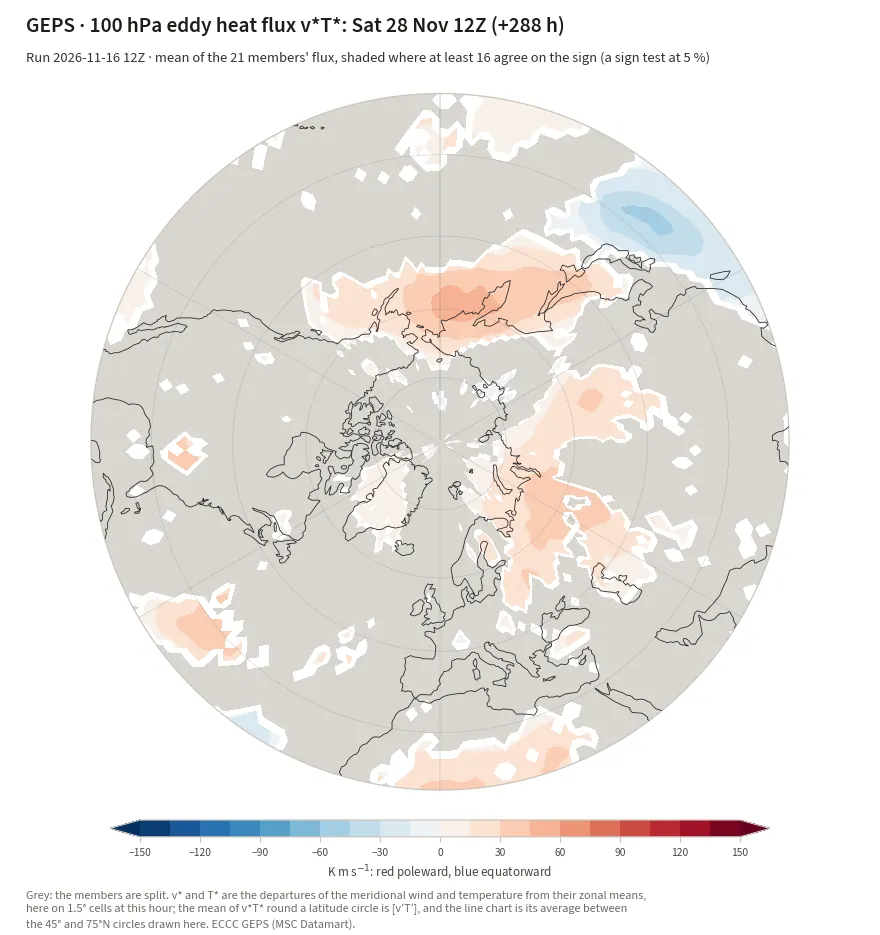 GEPS · 100 hPa eddy heat flux v*T*: Sat 28 Nov 12Z (+288 h)
Run 2026-11-16 12Z · mean of the 21 members' flux, shaded where at least 16 agree on the sign (a sign test at 5 %)
−150 −120 −90 −60 −30 0 30 60 90 120 150
K m s⁻¹: red poleward, blue equatorward
Grey: the members are split. v* and T* are the departures of the meridional wind and temperature from their zonal means,
here on 1.5° cells at this hour; the mean of v*T* round a latitude circle is [v'T'], and the line chart is its average between
the 45° and 75°N circles drawn here. ECCC GEPS (MSC Datamart).